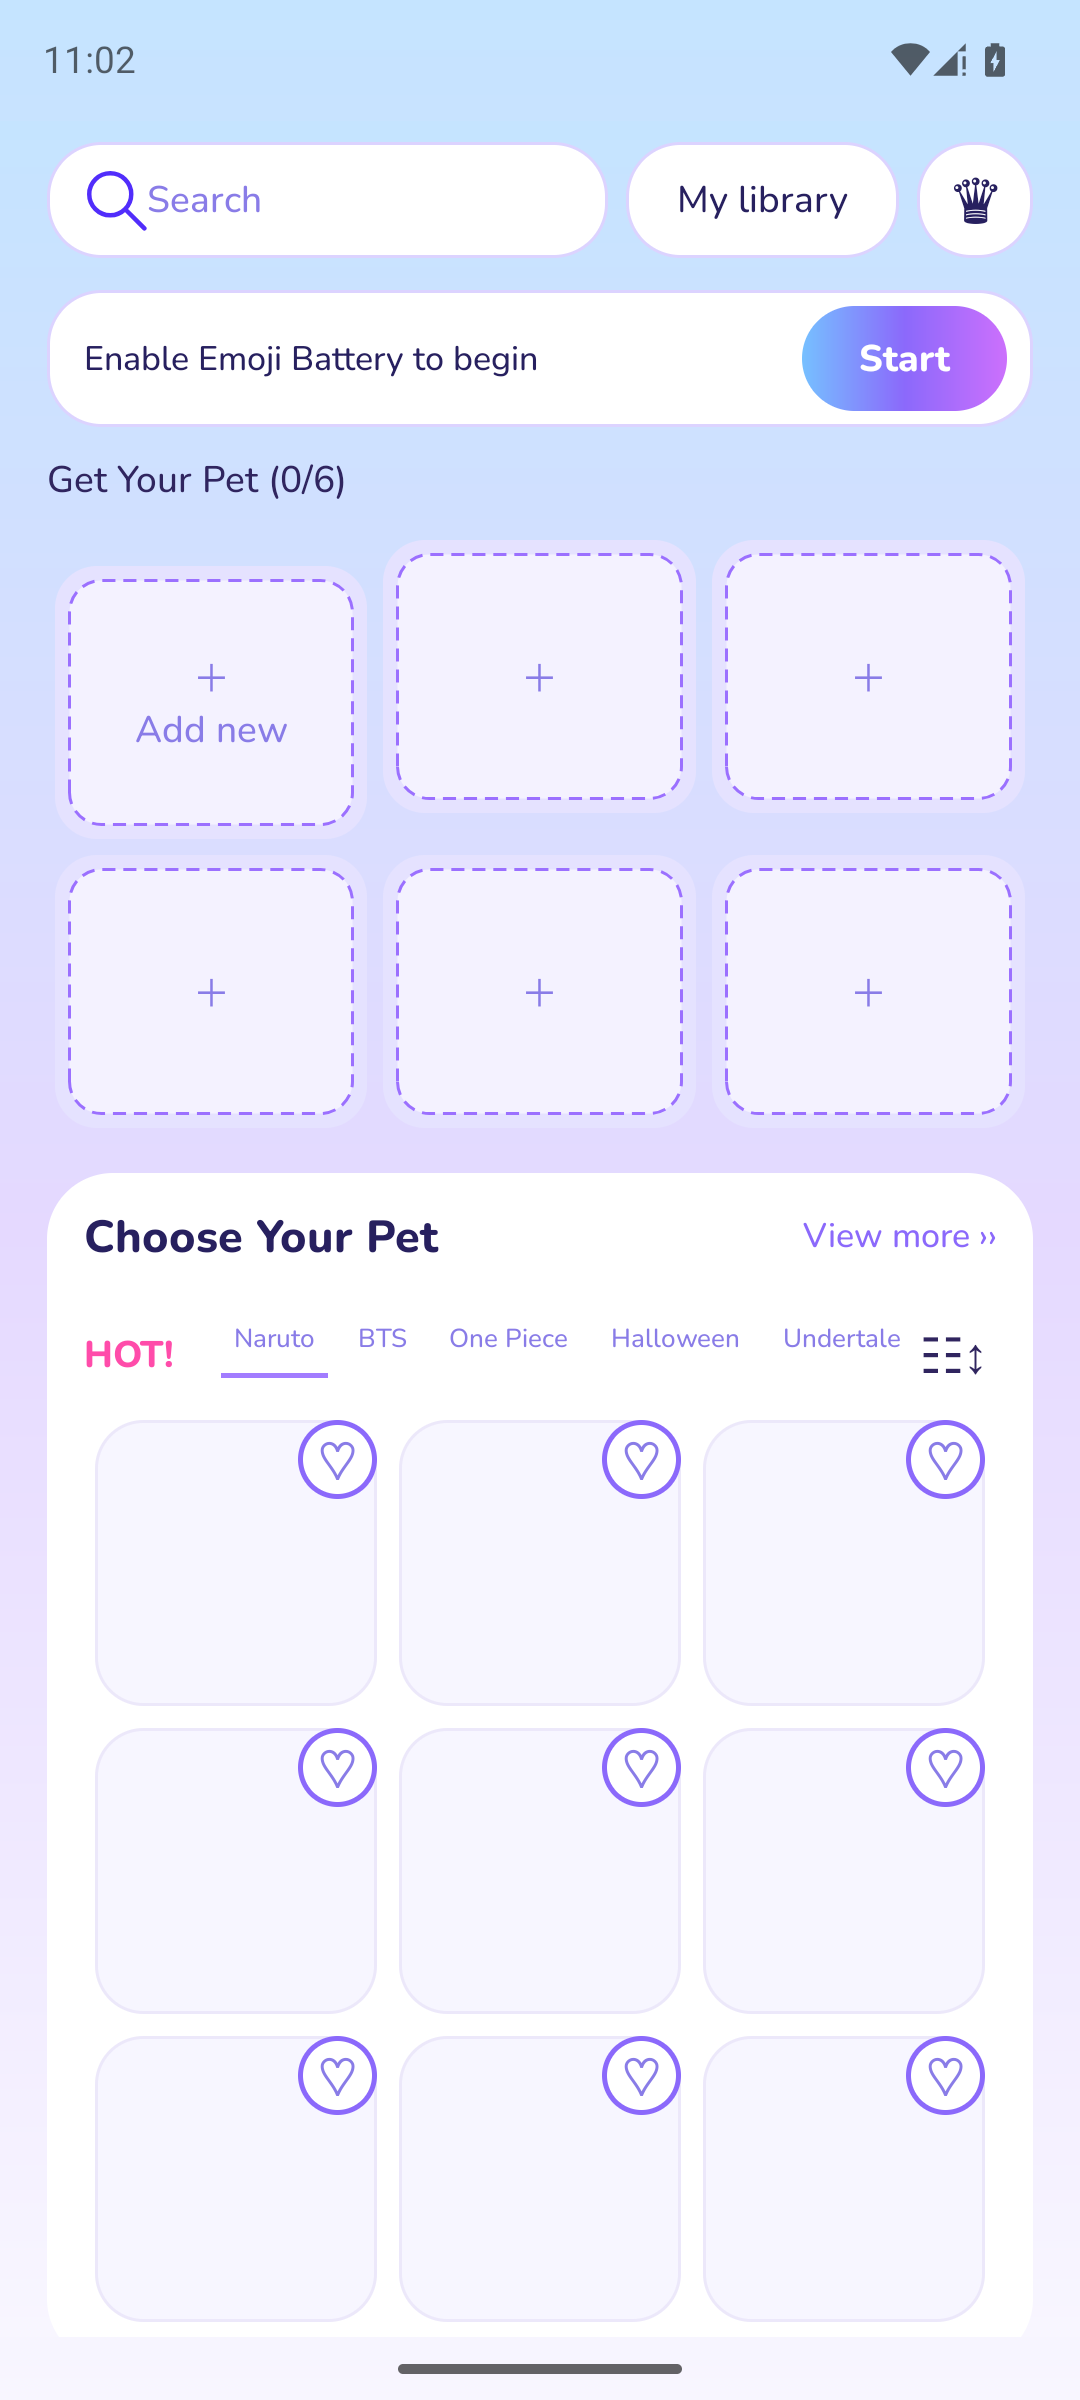 11:02
Search
My library
Enable Emoji Battery to begin
Start
Get Your Pet (0/6)
+
+
+
Add new
+
+
+
Choose Your Pet
View more ››
HOT!
Naruto
BTS
One Piece
Halloween
Undertale